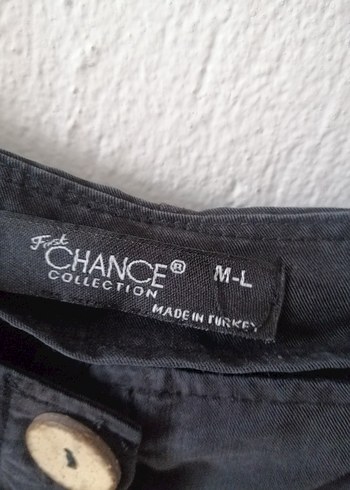 First
CHANCE® M-L
COLLECTION
MADE IN TURKEY